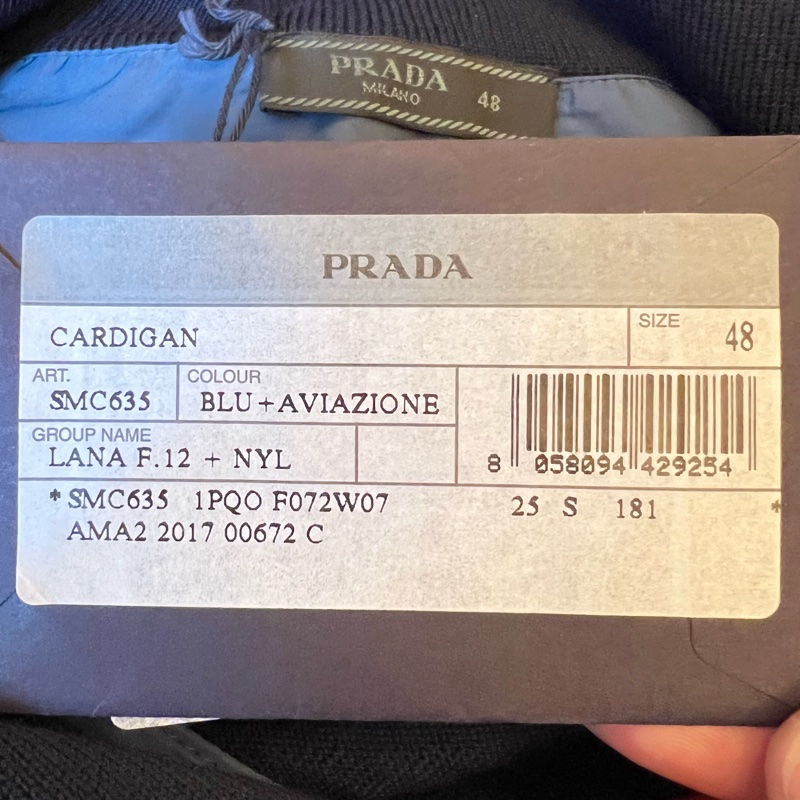 PRADA
MILANO 48
PRADA
CARDIGAN
SIZE 48
ART. SMC635
COLOUR BLU+AVIAZIONE
GROUP NAME
LANA F.12 + NYL
8 058094 429254
* SMC635 1PQO F072W07 25 S 181 *
AMA2 2017 00672 C